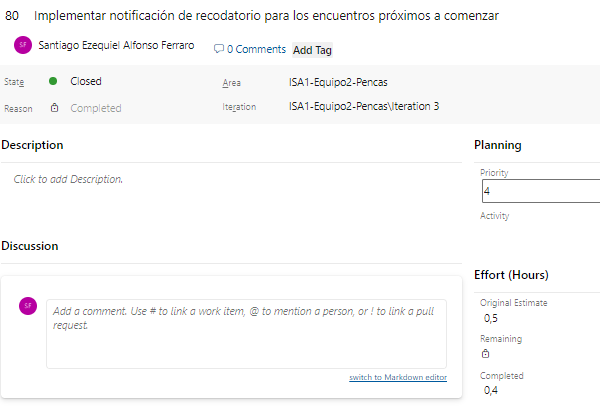 80 Implementar notificación de recodatorio para los encuentros próximos a comenzar
SF Santiago Ezequiel Alfonso Ferraro 0 Comments Add Tag
State Closed Area ISA1-Equipo2-Pencas
Reason Completed Iteration ISA1-Equipo2-Pencas\Iteration 3
Description
Click to add Description.
Planning
Priority
4
Activity
Discussion
SF
Add a comment. Use # to link a work item, @ to mention a person, or ! to link a pull
request.
switch to Markdown editor
Effort (Hours)
Original Estimate
0,5
Remaining
Completed
0,4